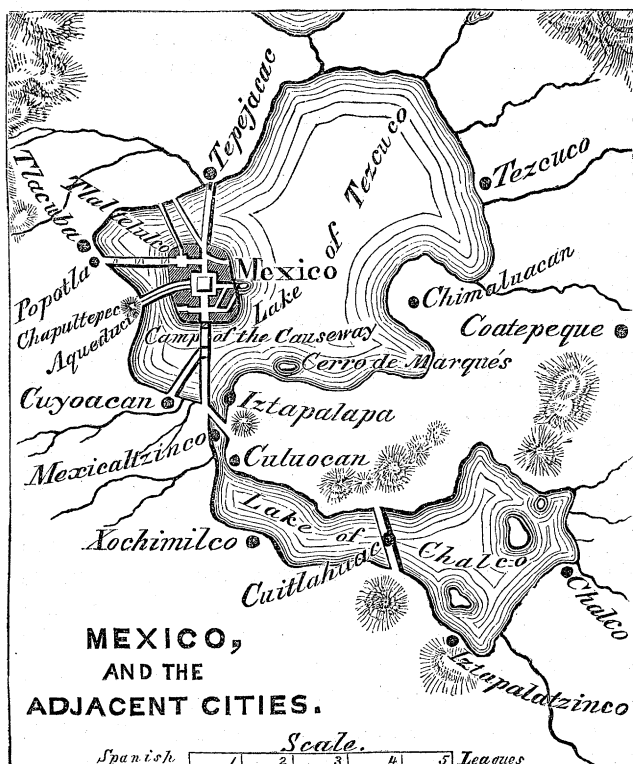 Tepejacac
Tlacuba
Tlaltelulco
Lake of Tezcuco
Tezcuco
Popotla
Mexico
Chimaluacan
Chapultepec
Aqueduct
Camp of the Causeway
Coatepeque
Cerro de Marqués
Cuyoacan
Iztapalapa
Mexicaltzinco
Culuocan
Xochimilco
Lake of Chalco
Cuitlahuac
Chalco
Iztapalatzinco
MEXICO,
AND THE
ADJACENT CITIES.
Scale.
Spanish 1 2 3 4 5 Leagues